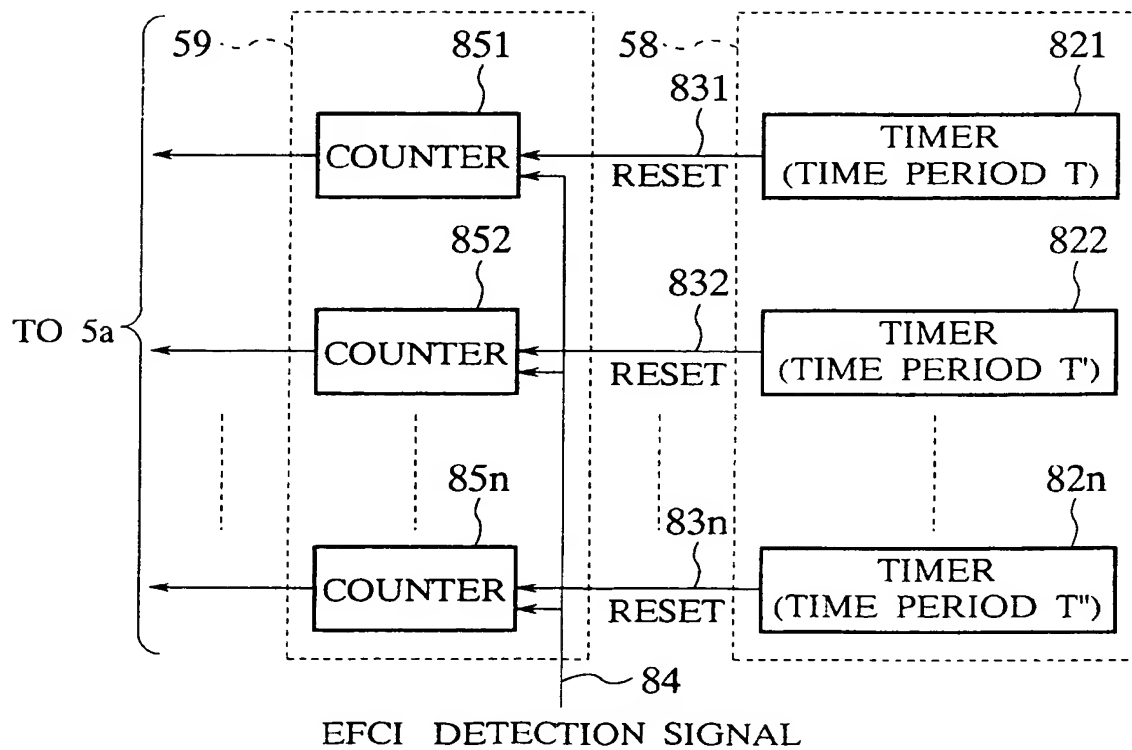 59
851
58
821
COUNTER
831
RESET
TIMER
(TIME PERIOD T)
852
832
822
TO 5a
COUNTER
RESET
TIMER
(TIME PERIOD T')
85n
83n
82n
COUNTER
RESET
TIMER
(TIME PERIOD T")
84
EFCI DETECTION SIGNAL